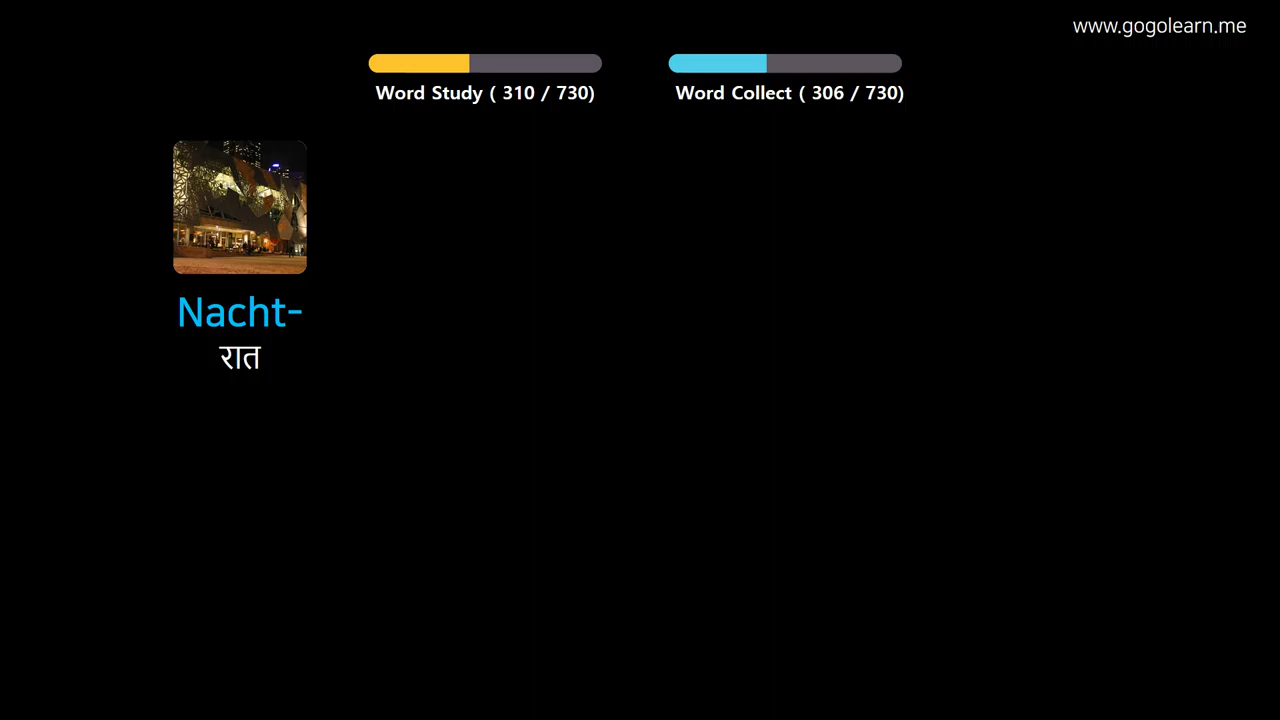 www.gogolearn.me
Word Study ( 310 / 730)
Word Collect ( 306 / 730)
Nacht-
रात